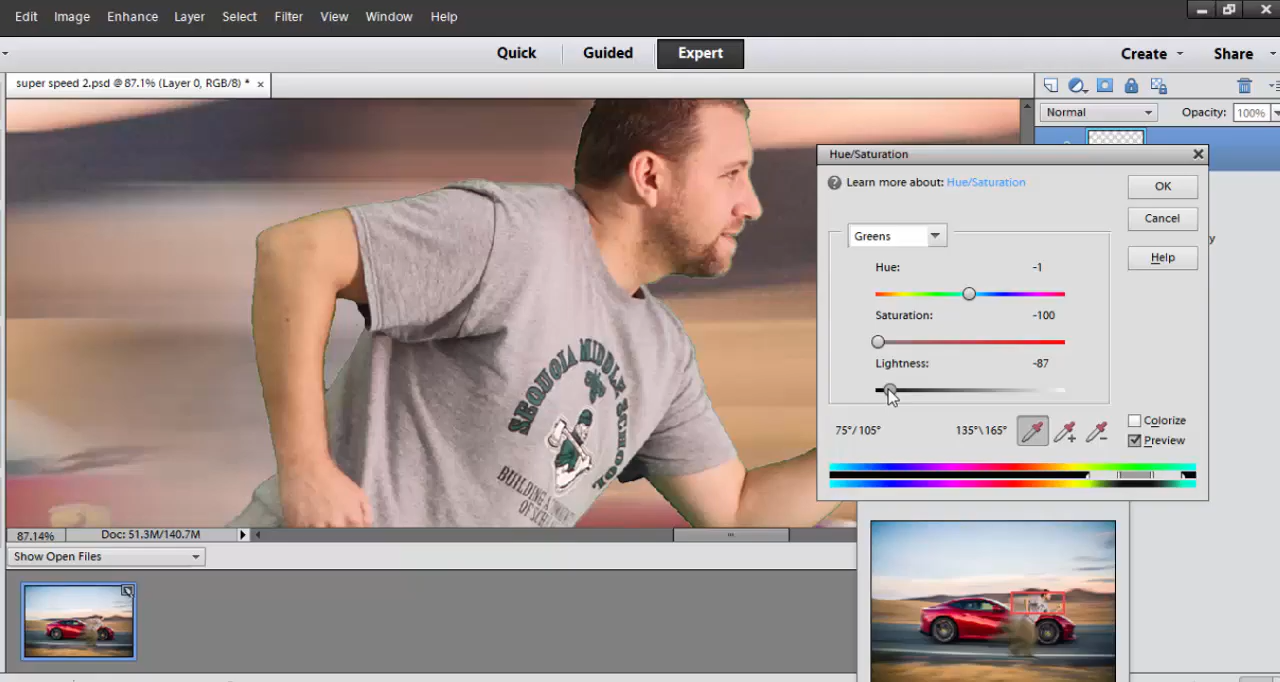 Edit Image Enhance Layer Select Filter View Window Help
Quick Guided Expert Create Share
super speed 2.psd @ 87.1% (Layer 0, RGB/8) * ×
Normal Opacity: 100%
Hue/Saturation
Learn more about: Hue/Saturation
OK
Cancel
Help
Greens
Hue: -1
Saturation: -100
Lightness: -87
75°/105° 135°\165°
Colorize
Preview
SEQUOIA MIDDLE SCHOOL
BUILDING
87.14% Doc: 51.3M/140.7M
Show Open Files